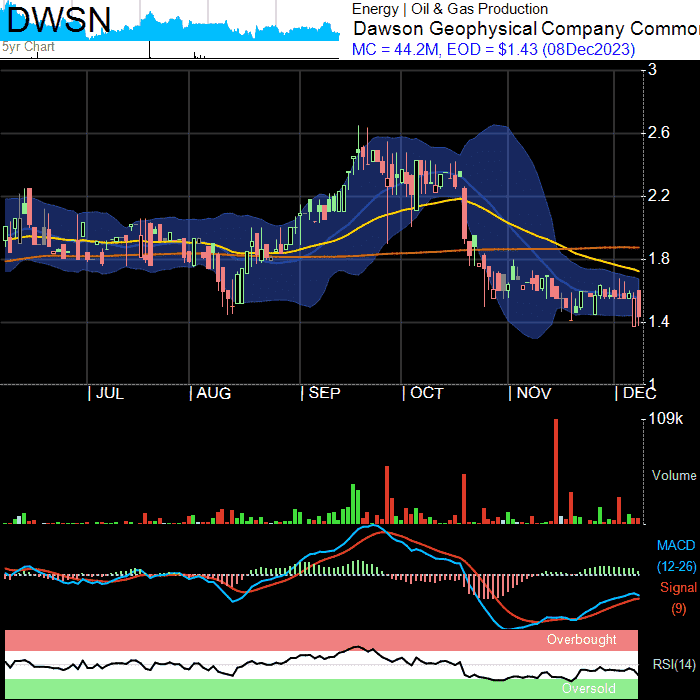 DWSN
5yr Chart
Energy | Oil & Gas Production
Dawson Geophysical Company Common
MC = 44.2M, EOD = $1.43 (08Dec2023)
3
2.6
2.2
1.8
1.4
1
| JUL | AUG | SEP | OCT | NOV | DEC
109k
Volume
MACD
(12-26)
Signal
(9)
Overbought
RSI(14)
Oversold